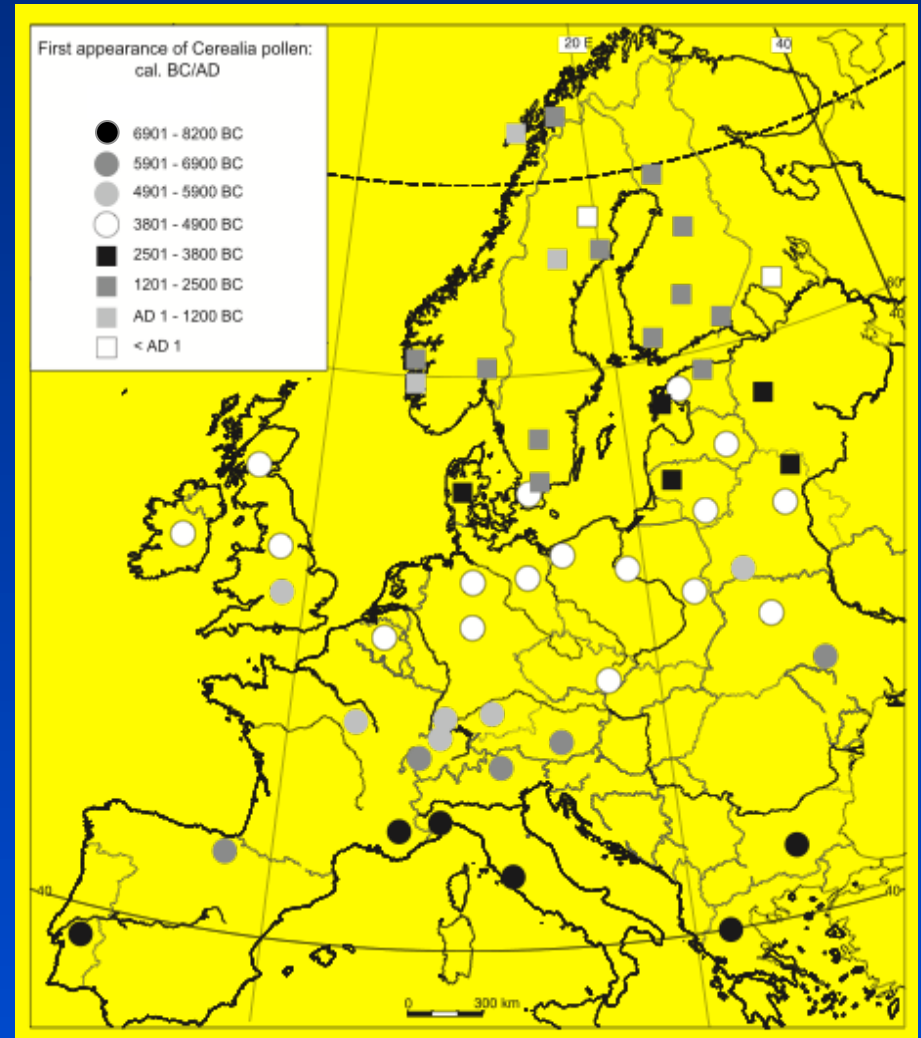 First appearance of Cerealia pollen:
cal. BC/AD
6901 - 8200 BC
5901 - 6900 BC
4901 - 5900 BC
3801 - 4900 BC
2501 - 3800 BC
1201 - 2500 BC
AD 1 - 1200 BC
< AD 1
20 E
40
60
40
40
40
0 300 km